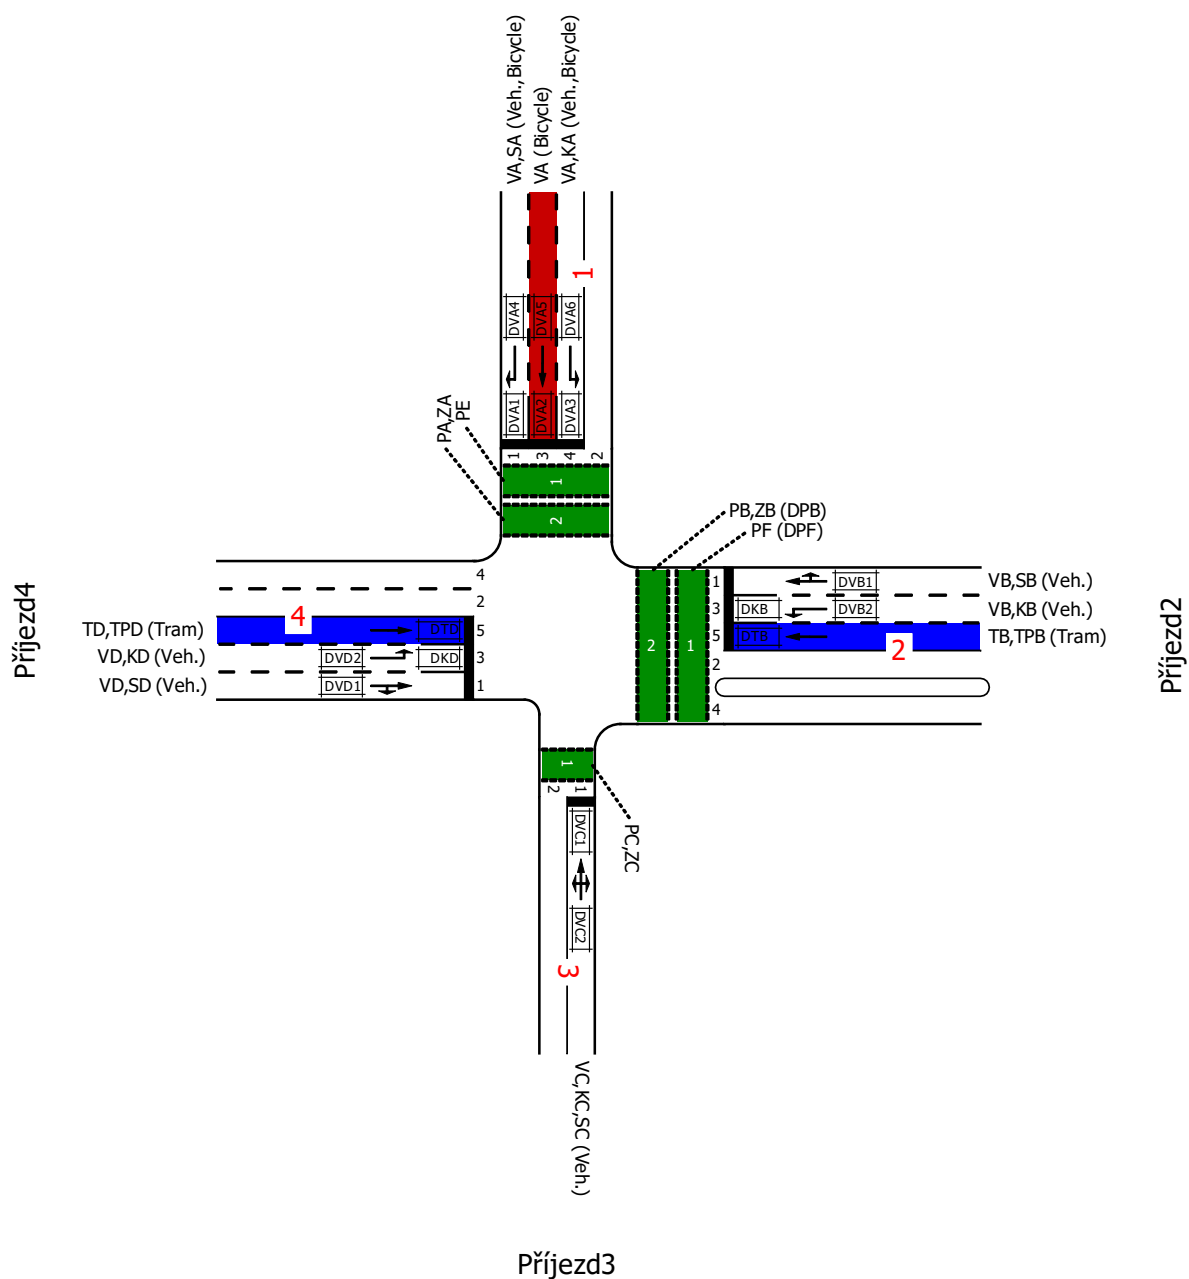 VA,SA (Veh.,Bicycle)
VA (Bicycle)
VA,KA (Veh.,Bicycle)
1
DVA4
DVA5
DVA6
DVA1
DVA2
DVA3
PA,ZA
PE
1
3
4
2
1
2
PB,ZB (DPB)
PF (DPF)
Příjezd4
4
2
4
TD,TPD (Tram)
DTD
5
VD,KD (Veh.)
DVD2
DKD
3
VD,SD (Veh.)
DVD1
1
2
1
1
DVB1
VB,SB (Veh.)
3
DKB
DVB2
VB,KB (Veh.)
5
DTB
2
TB,TPB (Tram)
2
4
Příjezd2
1
2
1
DVC1
PC,ZC
DVC2
3
VC,KC,SC (Veh.)
Příjezd3